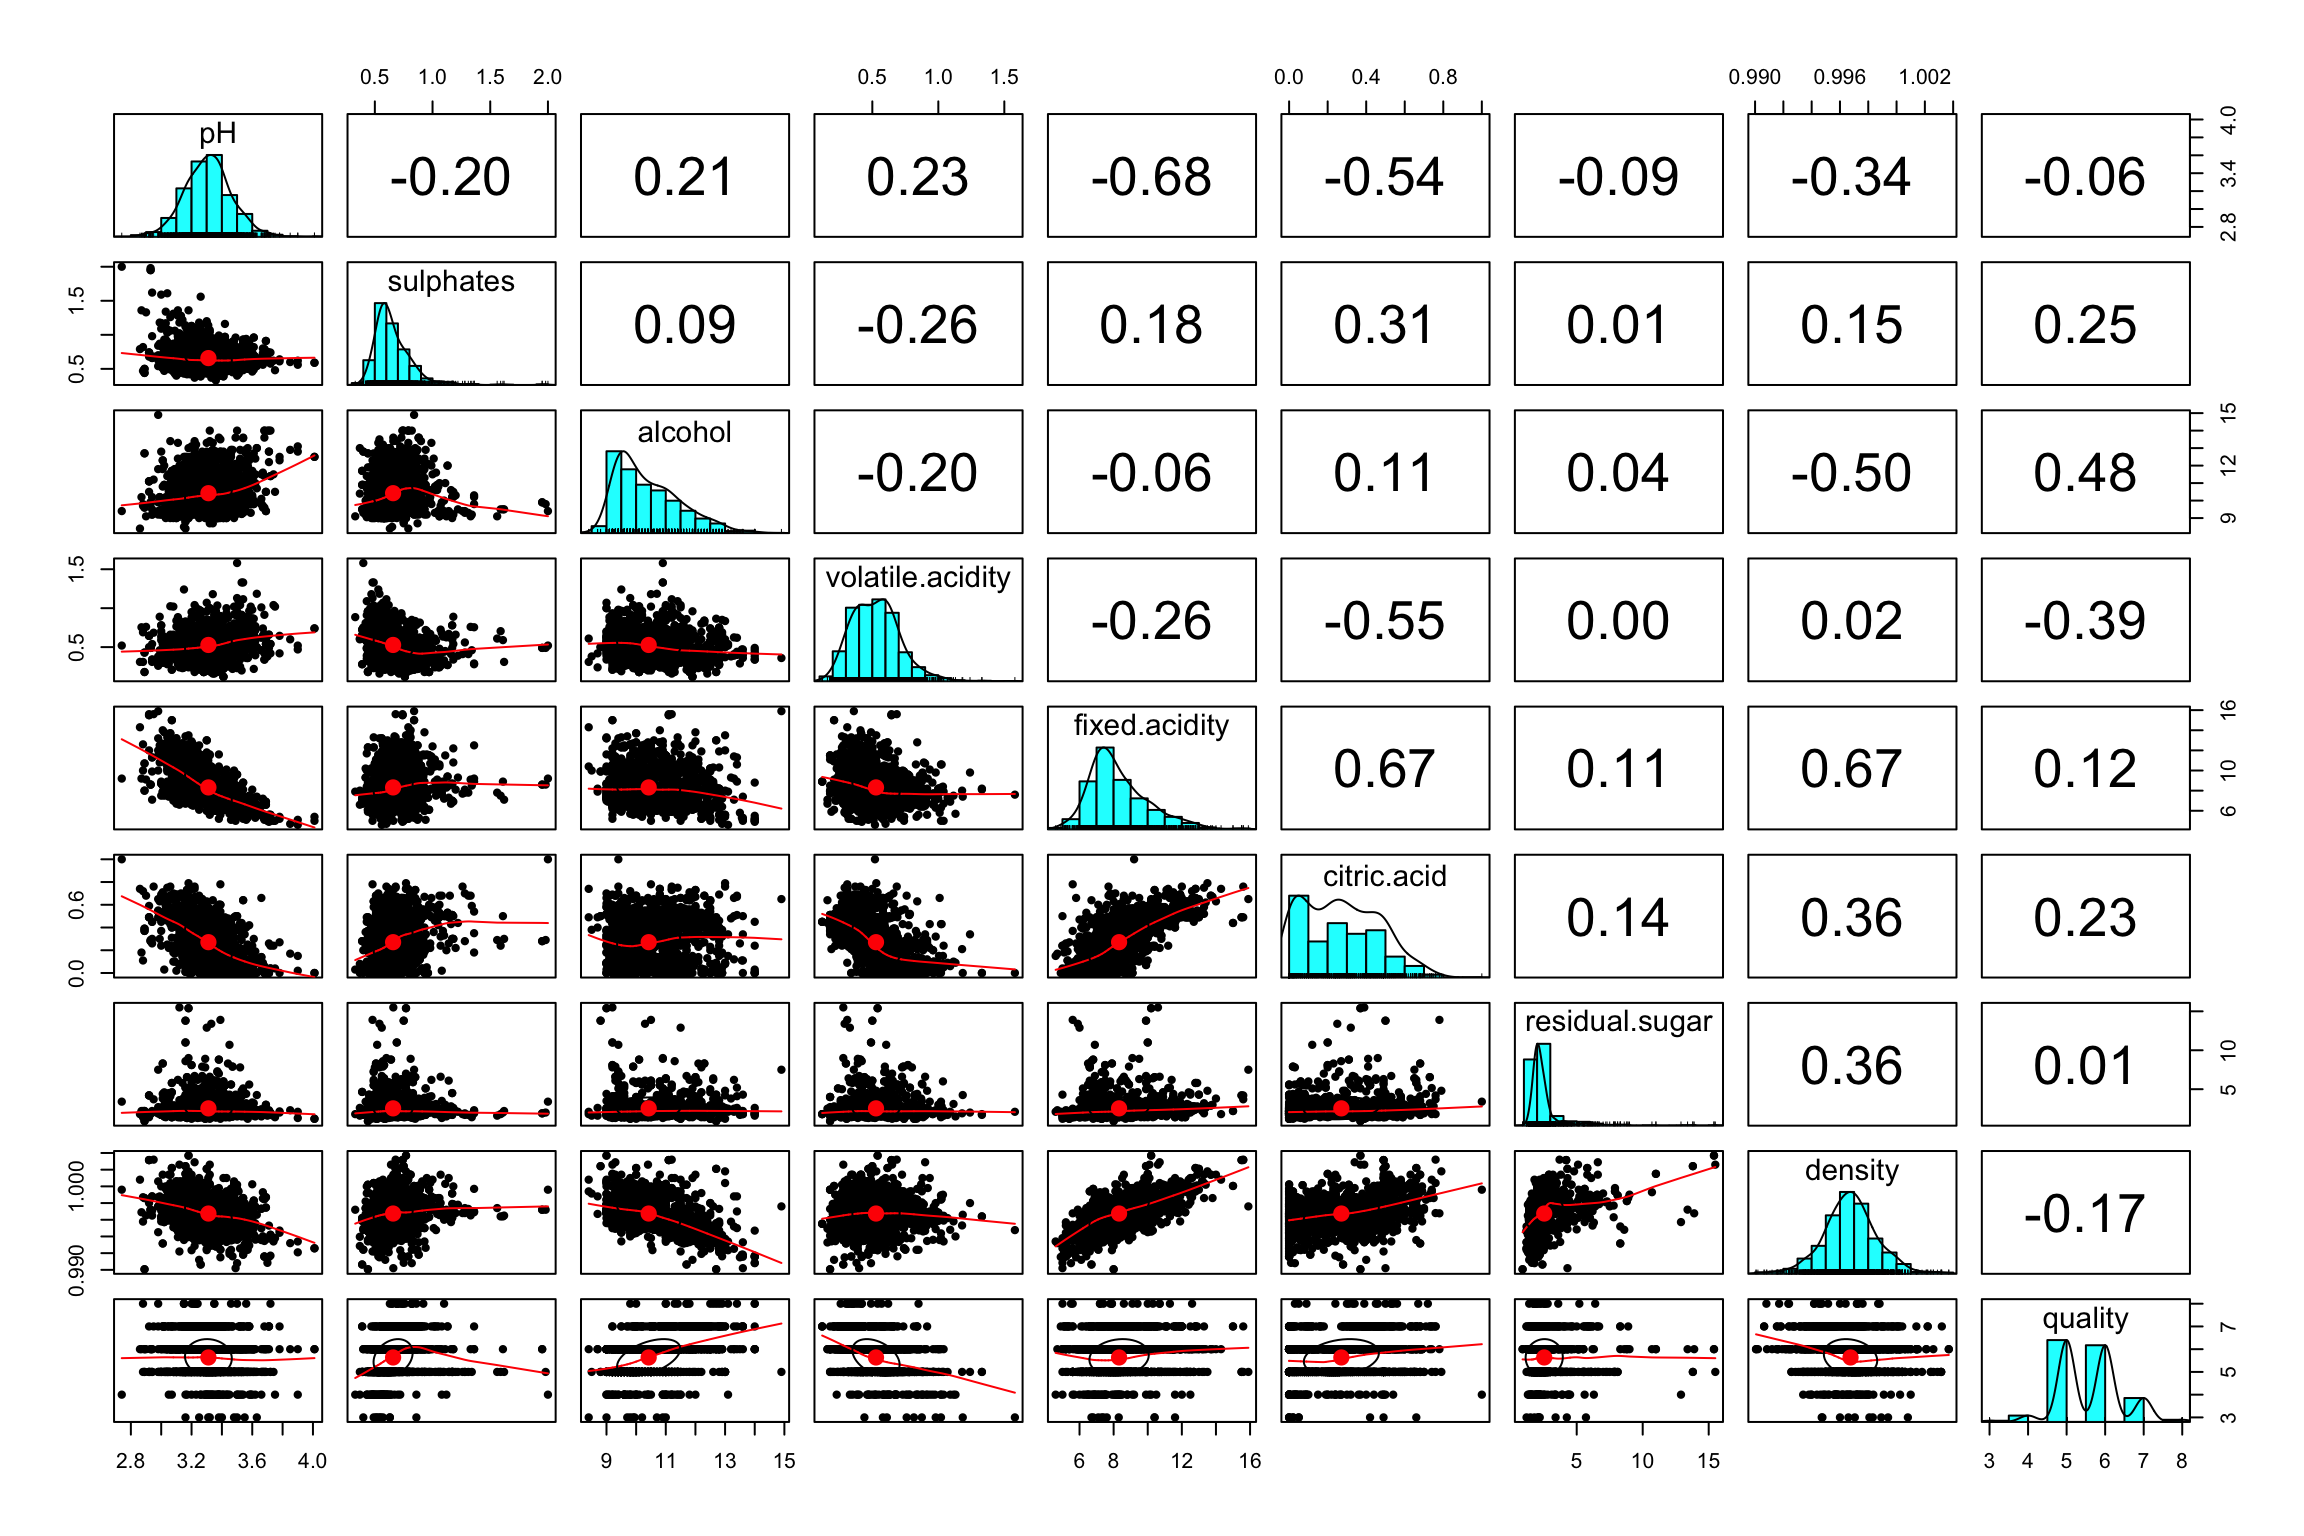 0.5 1.0 1.5 2.0 0.5 1.0 1.5 0.0 0.4 0.8 0.990 0.996 1.002
pH -0.20 0.21 0.23 -0.68 -0.54 -0.09 -0.34 -0.06 2.8 3.4 4.0
0.5 1.5 sulphates 0.09 -0.26 0.18 0.31 0.01 0.15 0.25
alcohol -0.20 -0.06 0.11 0.04 -0.50 0.48 9 12 15
0.5 1.5 volatile.acidity -0.26 -0.55 0.00 0.02 -0.39
fixed.acidity 0.67 0.11 0.67 0.12 6 10 16
0.0 0.6 citric.acid 0.14 0.36 0.23
residual.sugar 0.36 0.01 5 10
0.990 1.000 density -0.17
quality 3 5 7
2.8 3.2 3.6 4.0 9 11 13 15 6 8 12 16 5 10 15 3 4 5 6 7 8